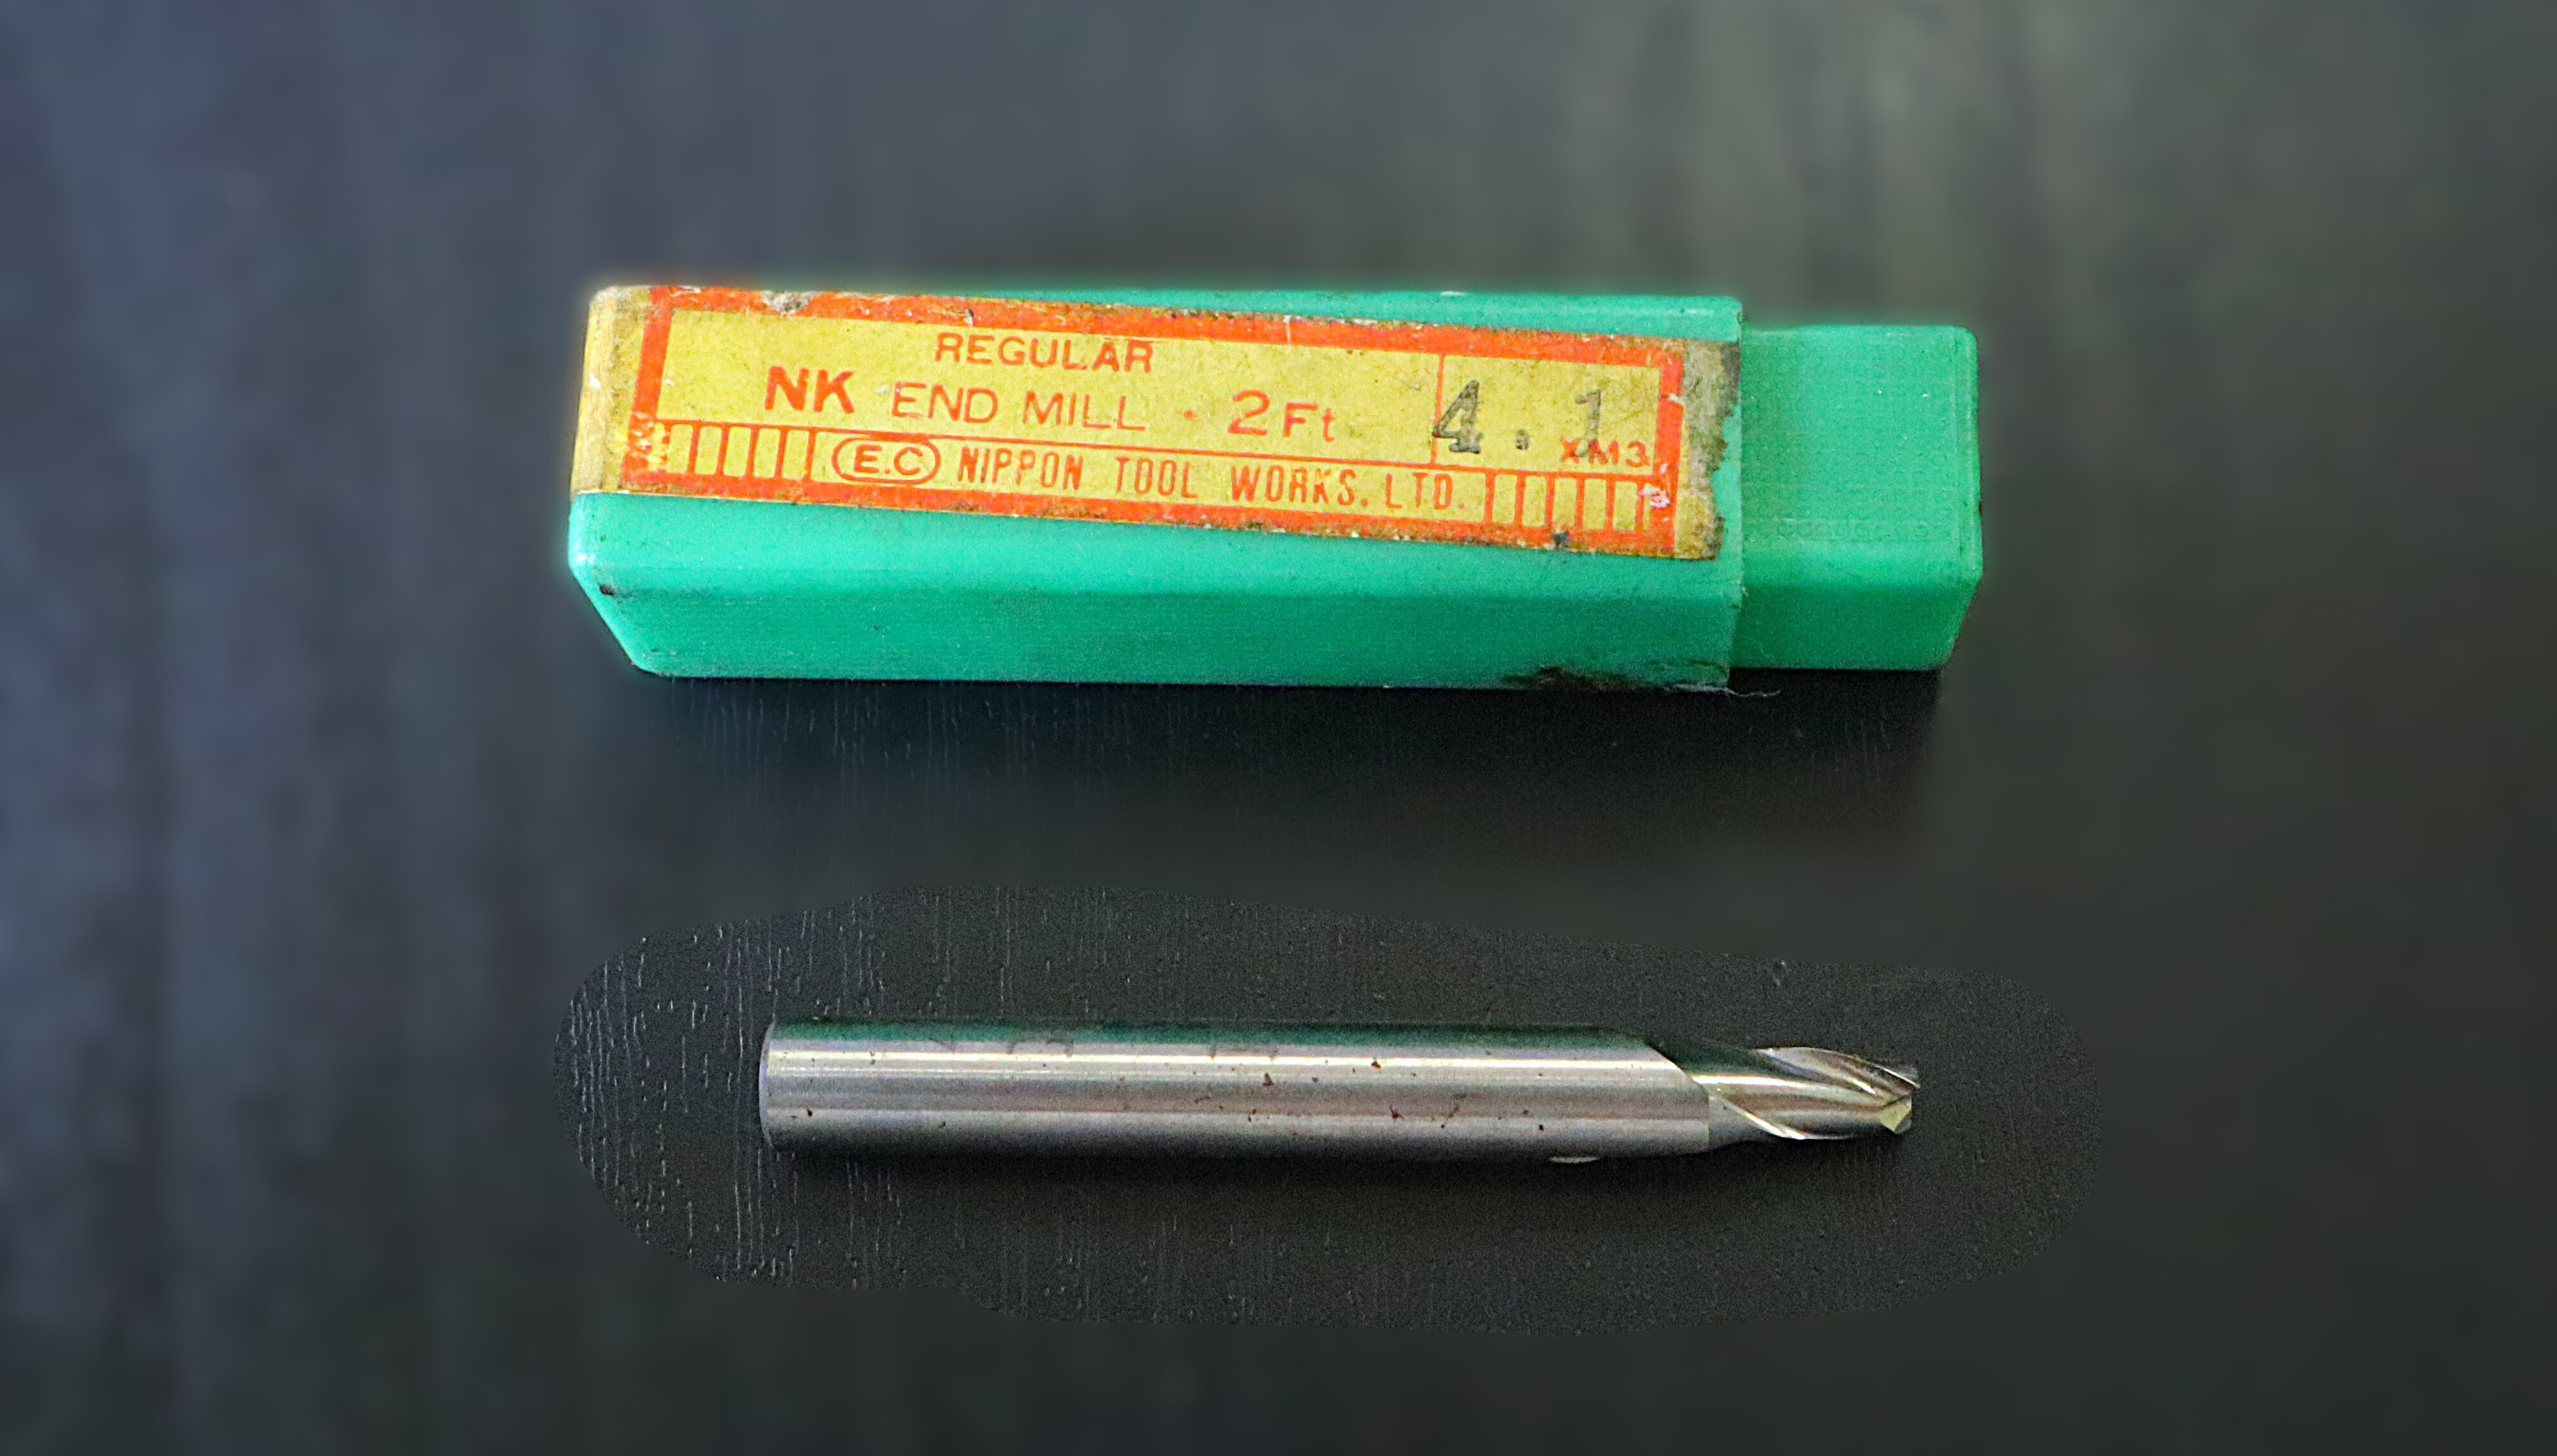 REGULAR
NK END MILL · 2Ft
4.1
XM3
E.C NIPPON TOOL WORKS. LTD.